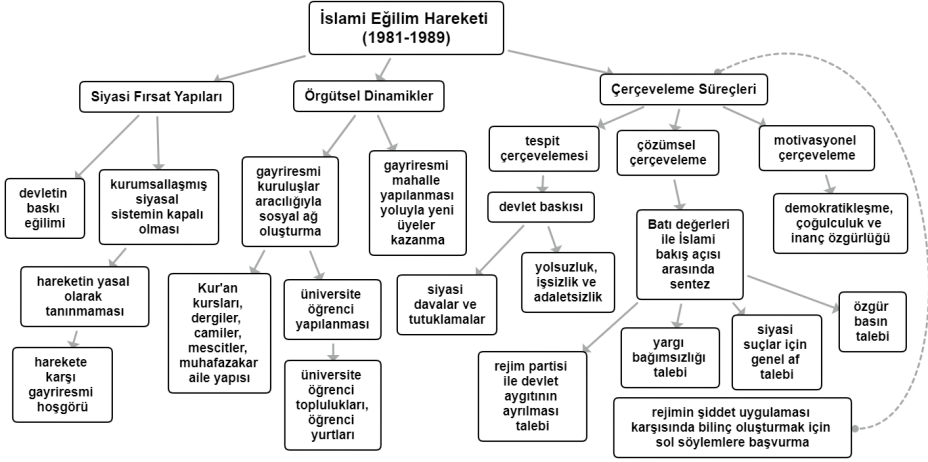 İslami Eğilim Hareketi
(1981-1989)
Siyasi Fırsat Yapıları
Örgütsel Dinamikler
Çerçeveleme Süreçleri
devletin
baskı
eğilimi
kurumsallaşmış
siyasal
sistemin kapalı
olması
hareketin yasal
olarak
tanınmaması
harekete
karşı
gayriresmi
hoşgörü
gayriresmi
kuruluşlar
aracılığıyla
sosyal ağ
oluşturma
gayriresmi
mahalle
yapılanması
yoluyla yeni
üyeler
kazanma
Kur'an
kursları,
dergiler,
camiler,
mescitler,
muhafazakar
aile yapısı
üniversite
öğrenci
yapılanması
üniversite
öğrenci
toplulukları,
öğrenci
yurtları
tespit
çerçevelemesi
devlet baskısı
siyasi
davalar ve
tutuklamalar
yolsuzluk,
işsizlik ve
adaletsizlik
çözümsel
çerçeveleme
Batı değerleri
ile İslami
bakış açısı
arasında
sentez
rejim partisi
ile devlet
aygıtının
ayrılması
talebi
yargı
bağımsızlığı
talebi
siyasi
suçlar için
genel af
talebi
özgür
basın
talebi
motivasyonel
çerçeveleme
demokratikleşme,
çoğulculuk ve
inanç özgürlüğü
rejimin şiddet uygulaması
karşısında bilinç oluşturmak için
sol söylemlere başvurma